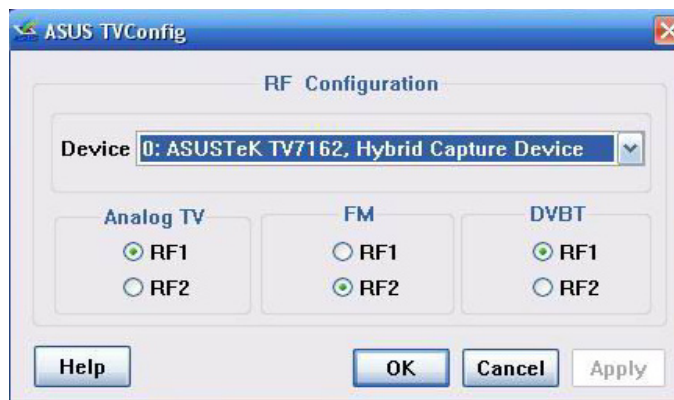 ASUS TVConfig
RF Configuration
Device 0: ASUSTeK TV7162, Hybrid Capture Device
Analog TV FM DVBT
RF1 RF1 RF1
RF2 RF2 RF2
Help OK Cancel Apply